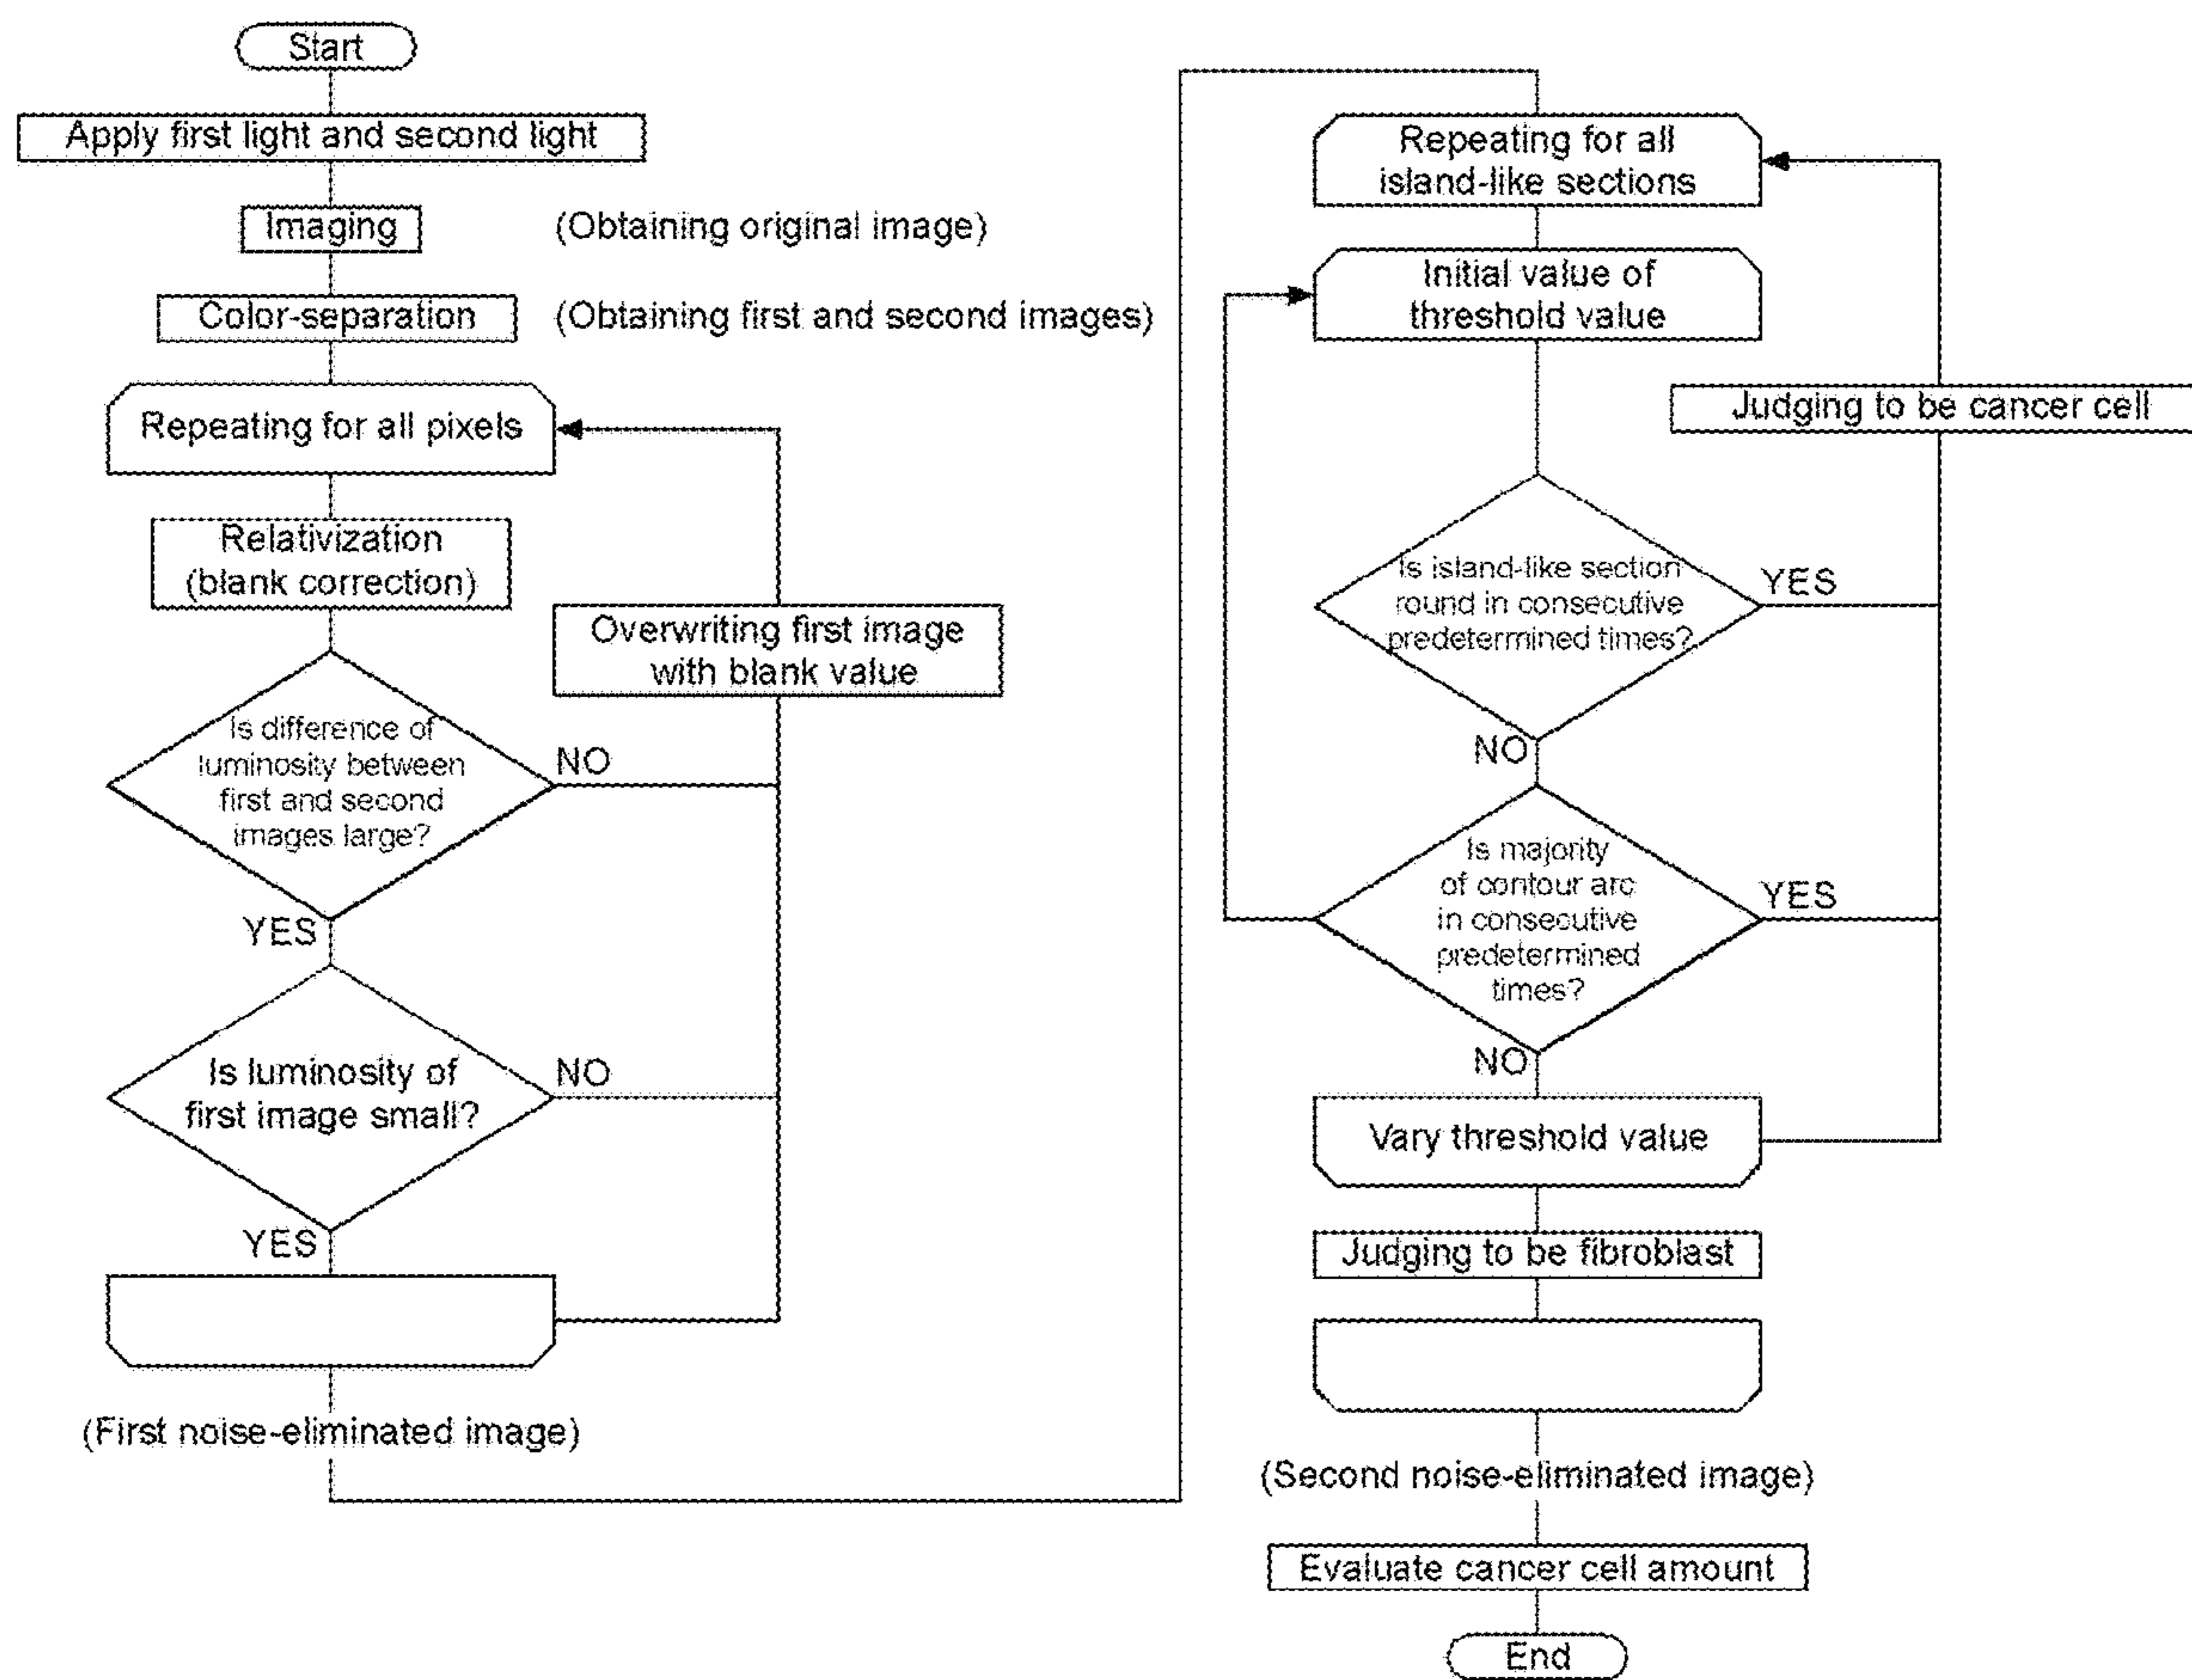 Start
Apply first light and second light
Imaging
(Obtaining original image)
Color-separation
(Obtaining first and second images)
Repeating for all pixels
Relativization
(blank correction)
Overwriting first image
with blank value
Is difference of
luminosity between
first and second
images large?
NO
YES
Is luminosity of
first image small?
NO
YES
(First noise-eliminated image)
Repeating for all
island-like sections
Initial value of
threshold value
Judging to be cancer cell
Is island-like section
round in consecutive
predetermined times?
YES
NO
Is majority
of contour arc
in consecutive
predetermined
times?
YES
NO
Vary threshold value
Judging to be fibroblast
(Second noise-eliminated image)
Evaluate cancer cell amount
End